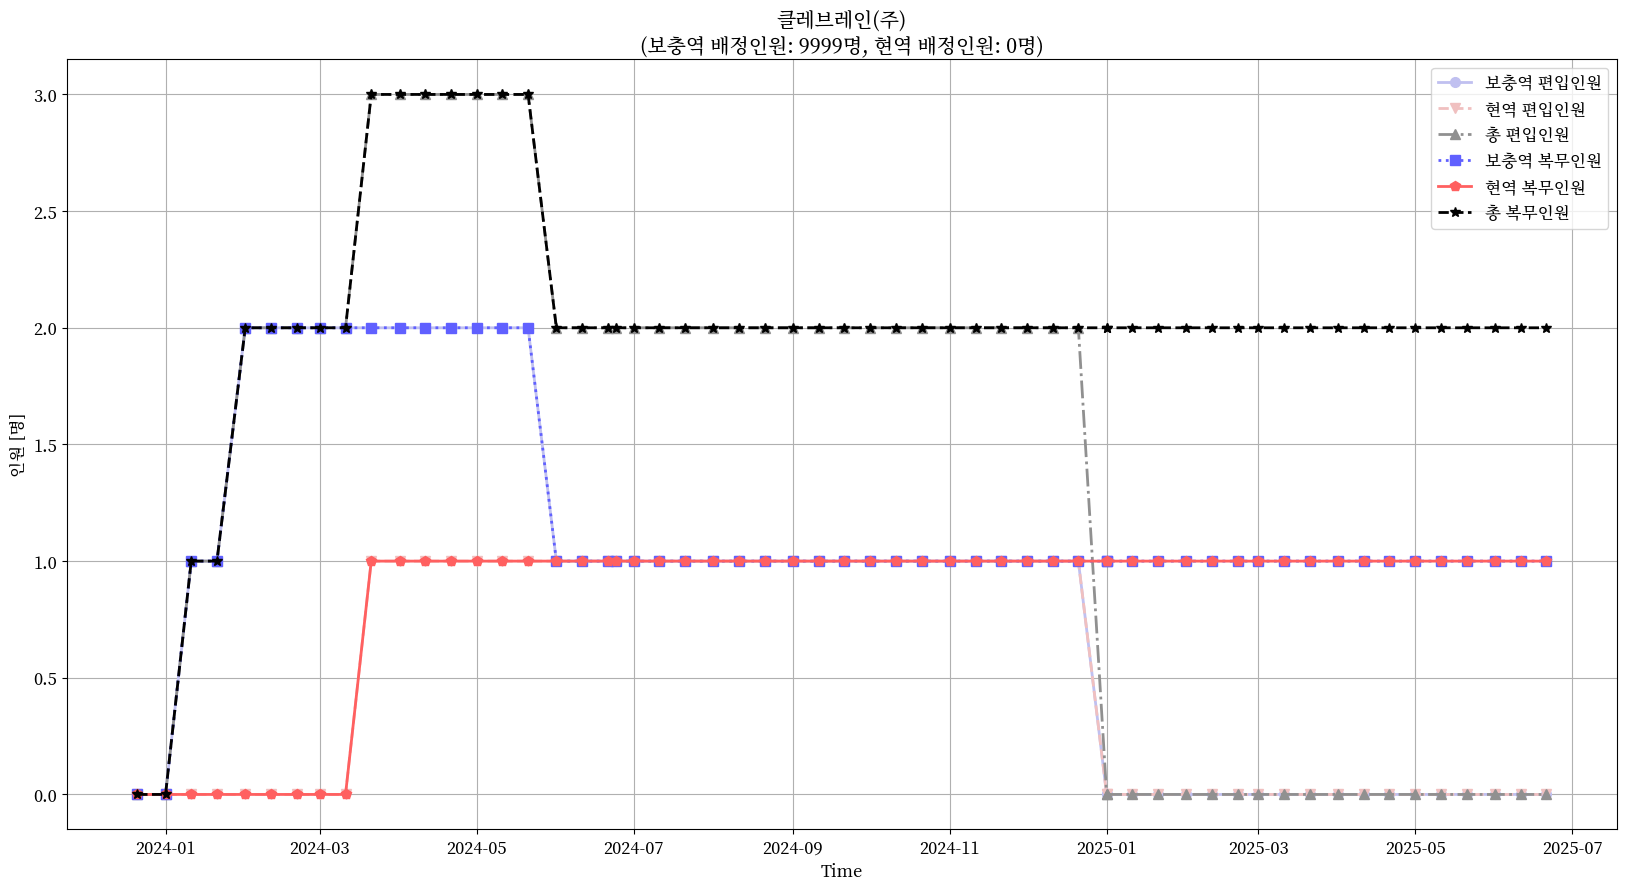 클레브레인(주)
(보충역 배정인원: 9999명, 현역 배정인원: 0명)
보충역 편입인원
현역 편입인원
총 편입인원
보충역 복무인원
현역 복무인원
총 복무인원
인원 [명]
3.0
2.5
2.0
1.5
1.0
0.5
0.0
2024-01
2024-03
2024-05
2024-07
2024-09
2024-11
2025-01
2025-03
2025-05
2025-07
Time